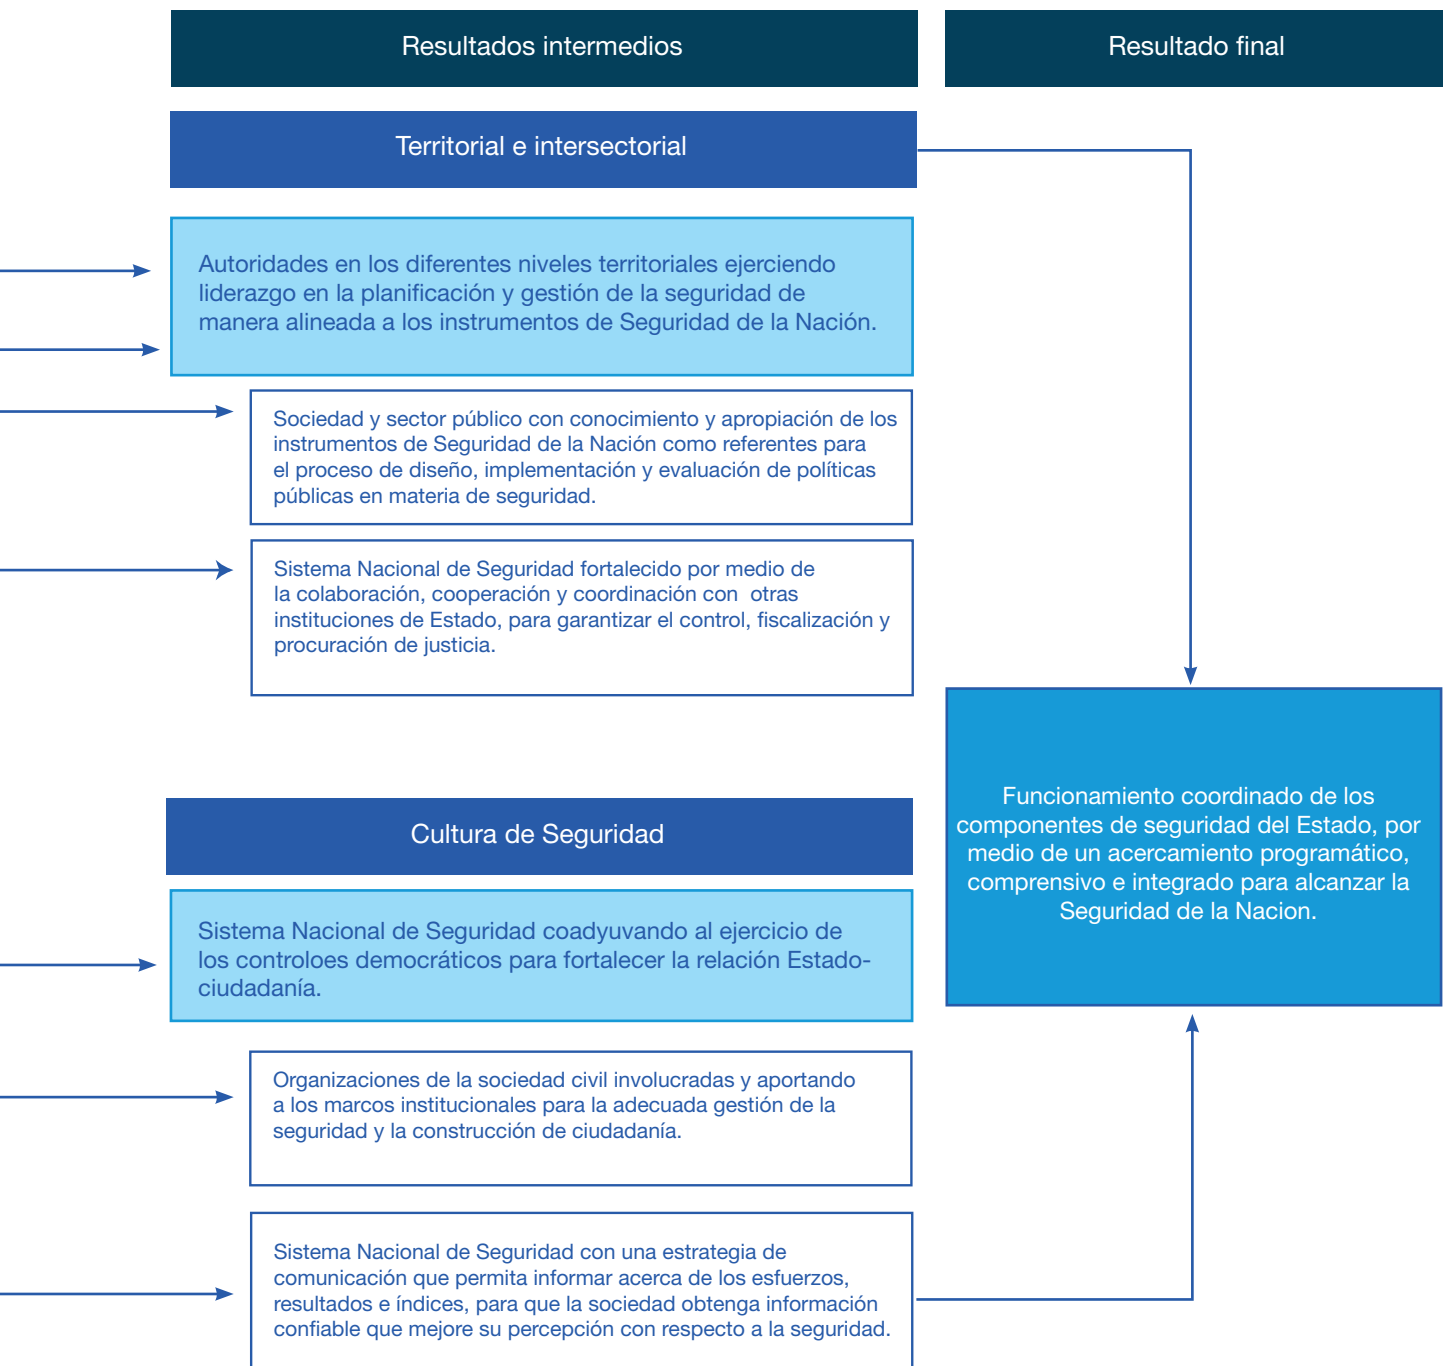 Resultados intermedios
Resultado final
Territorial e intersectorial
Autoridades en los diferentes niveles territoriales ejerciendo
liderazgo en la planificación y gestión de la seguridad de
manera alineada a los instrumentos de Seguridad de la Nación.
Sociedad y sector público con conocimiento y apropiación de los
instrumentos de Seguridad de la Nación como referentes para
el proceso de diseño, implementación y evaluación de políticas
públicas en materia de seguridad.
Sistema Nacional de Seguridad fortalecido por medio de
la colaboración, cooperación y coordinación con otras
instituciones de Estado, para garantizar el control, fiscalización y
procuración de justicia.
Cultura de Seguridad
Sistema Nacional de Seguridad coadyuvando al ejercicio de
los controloes democráticos para fortalecer la relación Estado-
ciudadanía.
Organizaciones de la sociedad civil involucradas y aportando
a los marcos institucionales para la adecuada gestión de la
seguridad y la construcción de ciudadanía.
Sistema Nacional de Seguridad con una estrategia de
comunicación que permita informar acerca de los esfuerzos,
resultados e índices, para que la sociedad obtenga información
confiable que mejore su percepción con respecto a la seguridad.
Funcionamiento coordinado de los
componentes de seguridad del Estado, por
medio de un acercamiento programático,
comprensivo e integrado para alcanzar la
Seguridad de la Nacion.